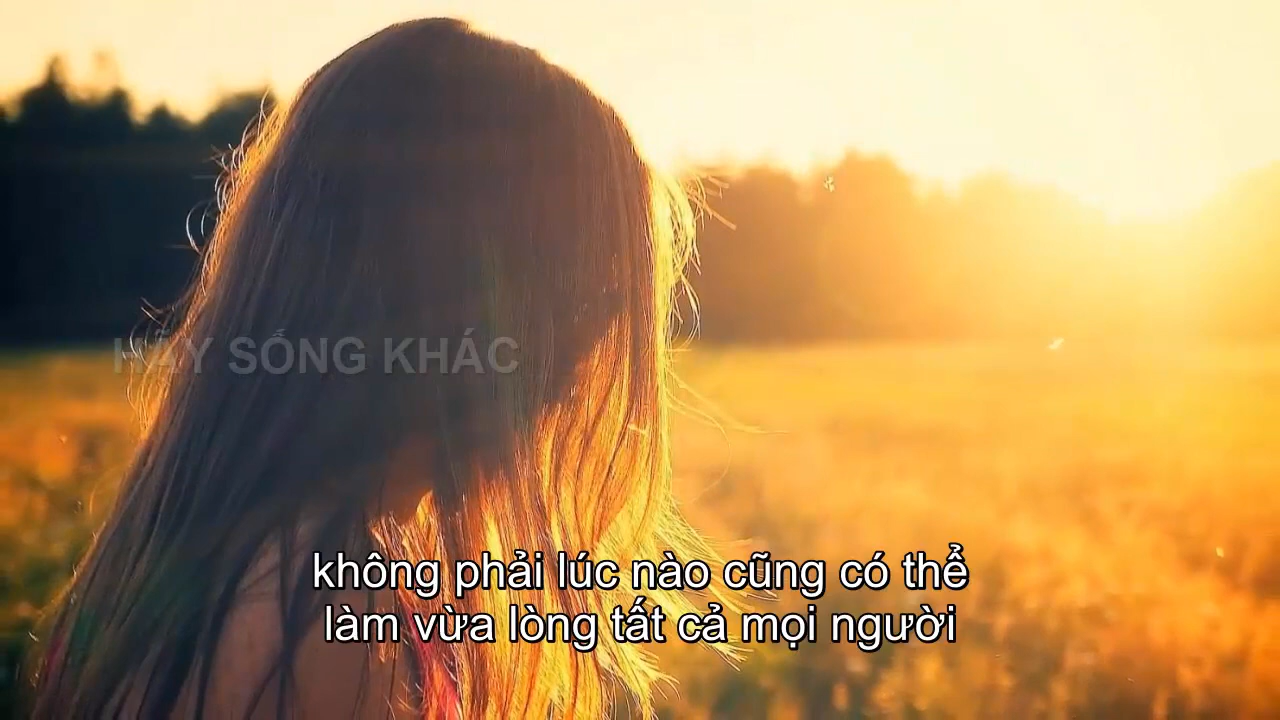 HÃY SỐNG KHÁC
không phải lúc nào cũng có thể
làm vừa lòng tất cả mọi người